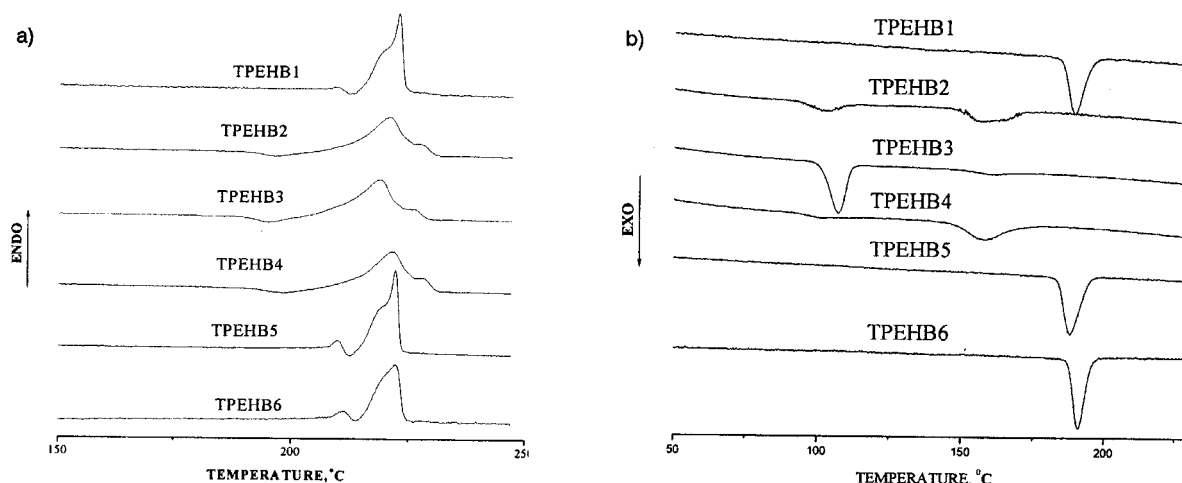 a)
TPEHB1
TPEHB2
TPEHB3
TPEHB4
TPEHB5
TPEHB6
ENDO
150
200
250
TEMPERATURE, °C
b)
TPEHB1
TPEHB2
TPEHB3
TPEHB4
TPEHB5
TPEHB6
EXO
50
100
150
200
TEMPERATURE, °C